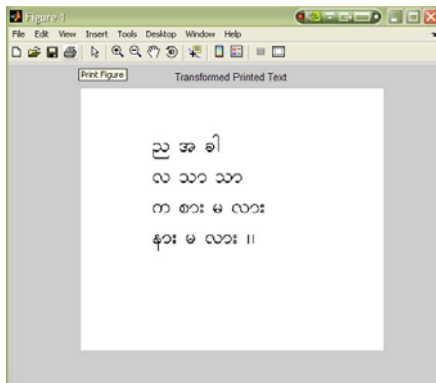 Figure 1
File Edit View Insert Tools Desktop Window Help
Print Figure
Transformed Printed Text
ည အ ခါ
လ သာ သာ
က စား မ လား
နား မ လား ။